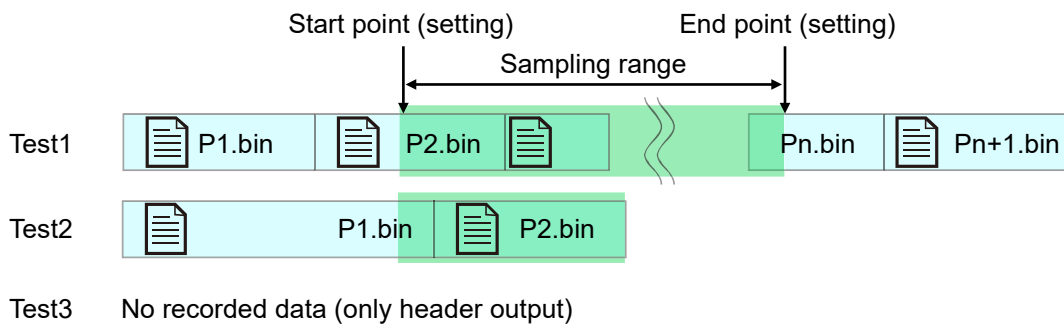 Start point (setting)
End point (setting)
Sampling range
Test1
P1.bin
P2.bin
Pn.bin
Pn+1.bin
Test2
P1.bin
P2.bin
Test3
No recorded data (only header output)